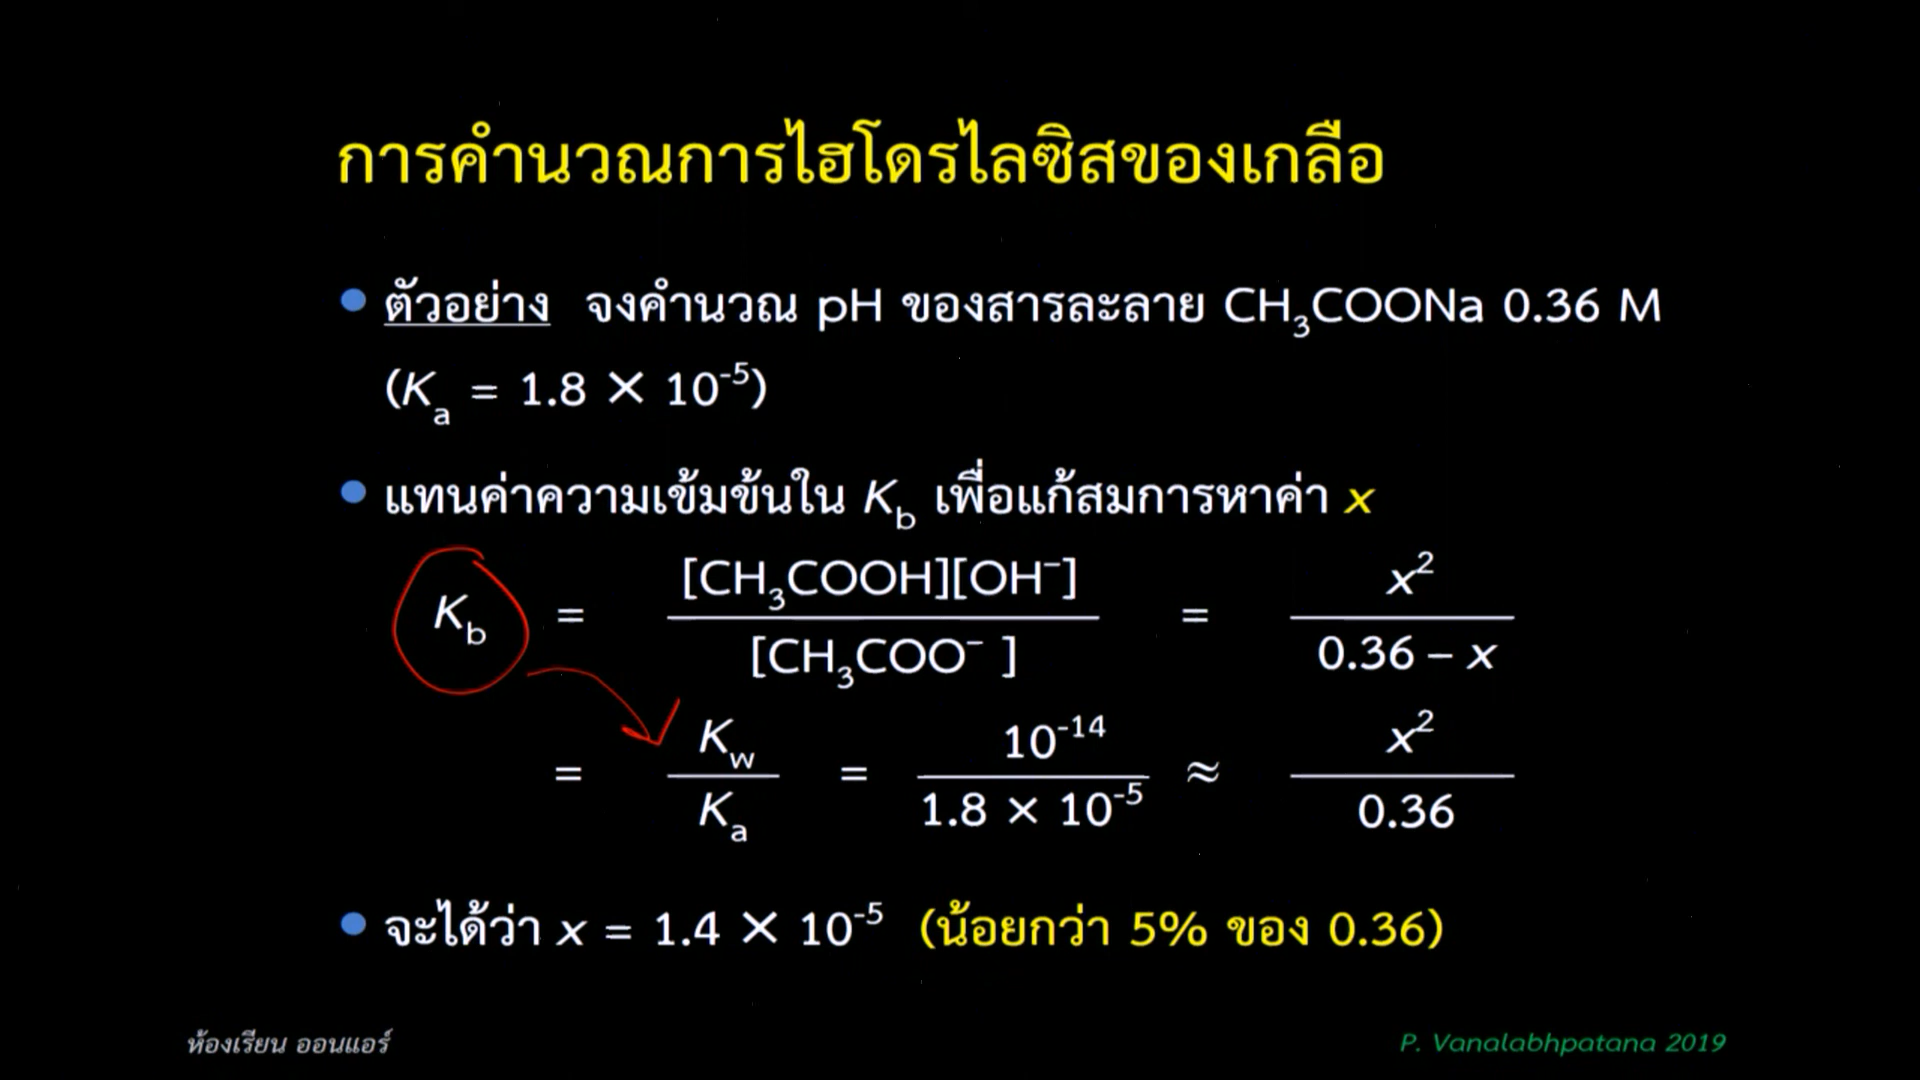 การคำนวณการไฮโดรไลซิสของเกลือ
ตัวอย่าง จงคำนวณ pH ของสารละลาย CH₃COONa 0.36 M
(Kₐ = 1.8 × 10⁻⁵)
แทนค่าความเข้มข้นใน K_b เพื่อแก้สมการหาค่า x
K_b = [CH₃COOH][OH⁻] / [CH₃COO⁻ ] = x² / 0.36 – x
= K_w / Kₐ = 10⁻¹⁴ / 1.8 × 10⁻⁵ ≈ x² / 0.36
จะได้ว่า x = 1.4 × 10⁻⁵ (น้อยกว่า 5% ของ 0.36)
ห้องเรียน ออนแอร์
P. Vanalabhpatana 2019